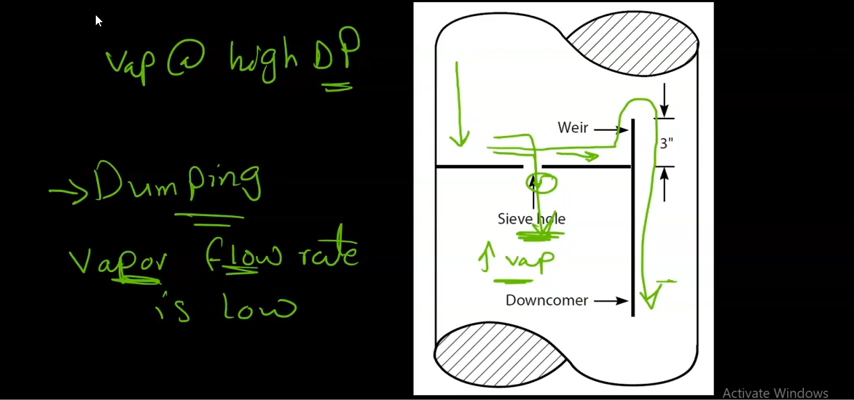 Vap @ high DP
→ Dumping
Vapor flow rate
is low
Weir
3"
Sieve hole
↑ vap
Downcomer
Activate Windows